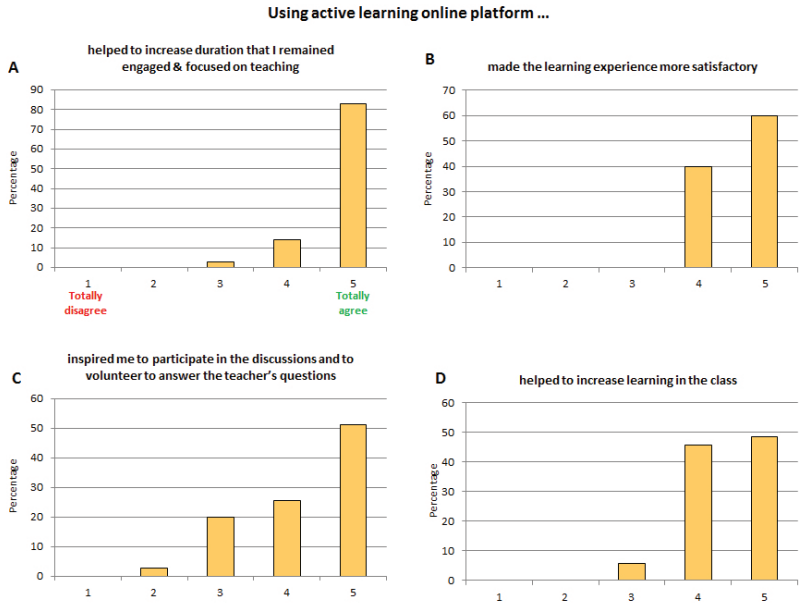 Using active learning online platform ...
A
helped to increase duration that I remained
engaged & focused on teaching
90
80
70
60
50
40
30
20
10
0
Percentage
1 2 3 4 5
Totally
disagree
Totally
agree
B
made the learning experience more satisfactory
70
60
50
40
30
20
10
0
Percentage
1 2 3 4 5
C
inspired me to participate in the discussions and to
volunteer to answer the teacher's questions
60
50
40
30
20
10
0
Percentage
1 2 3 4 5
D
helped to increase learning in the class
60
50
40
30
20
10
0
Percentage
1 2 3 4 5